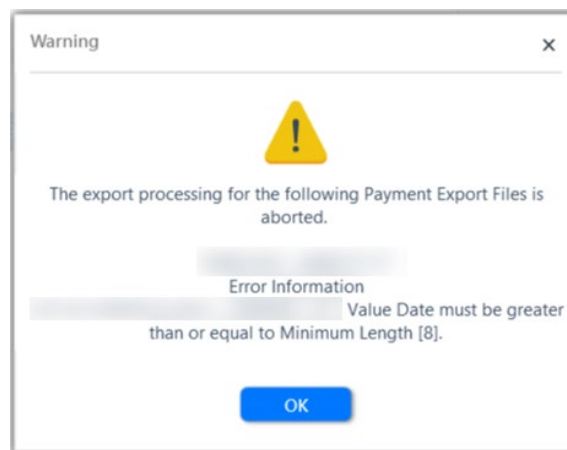 Warning
The export processing for the following Payment Export Files is
aborted.
Error Information
Value Date must be greater
than or equal to Minimum Length [8].
OK